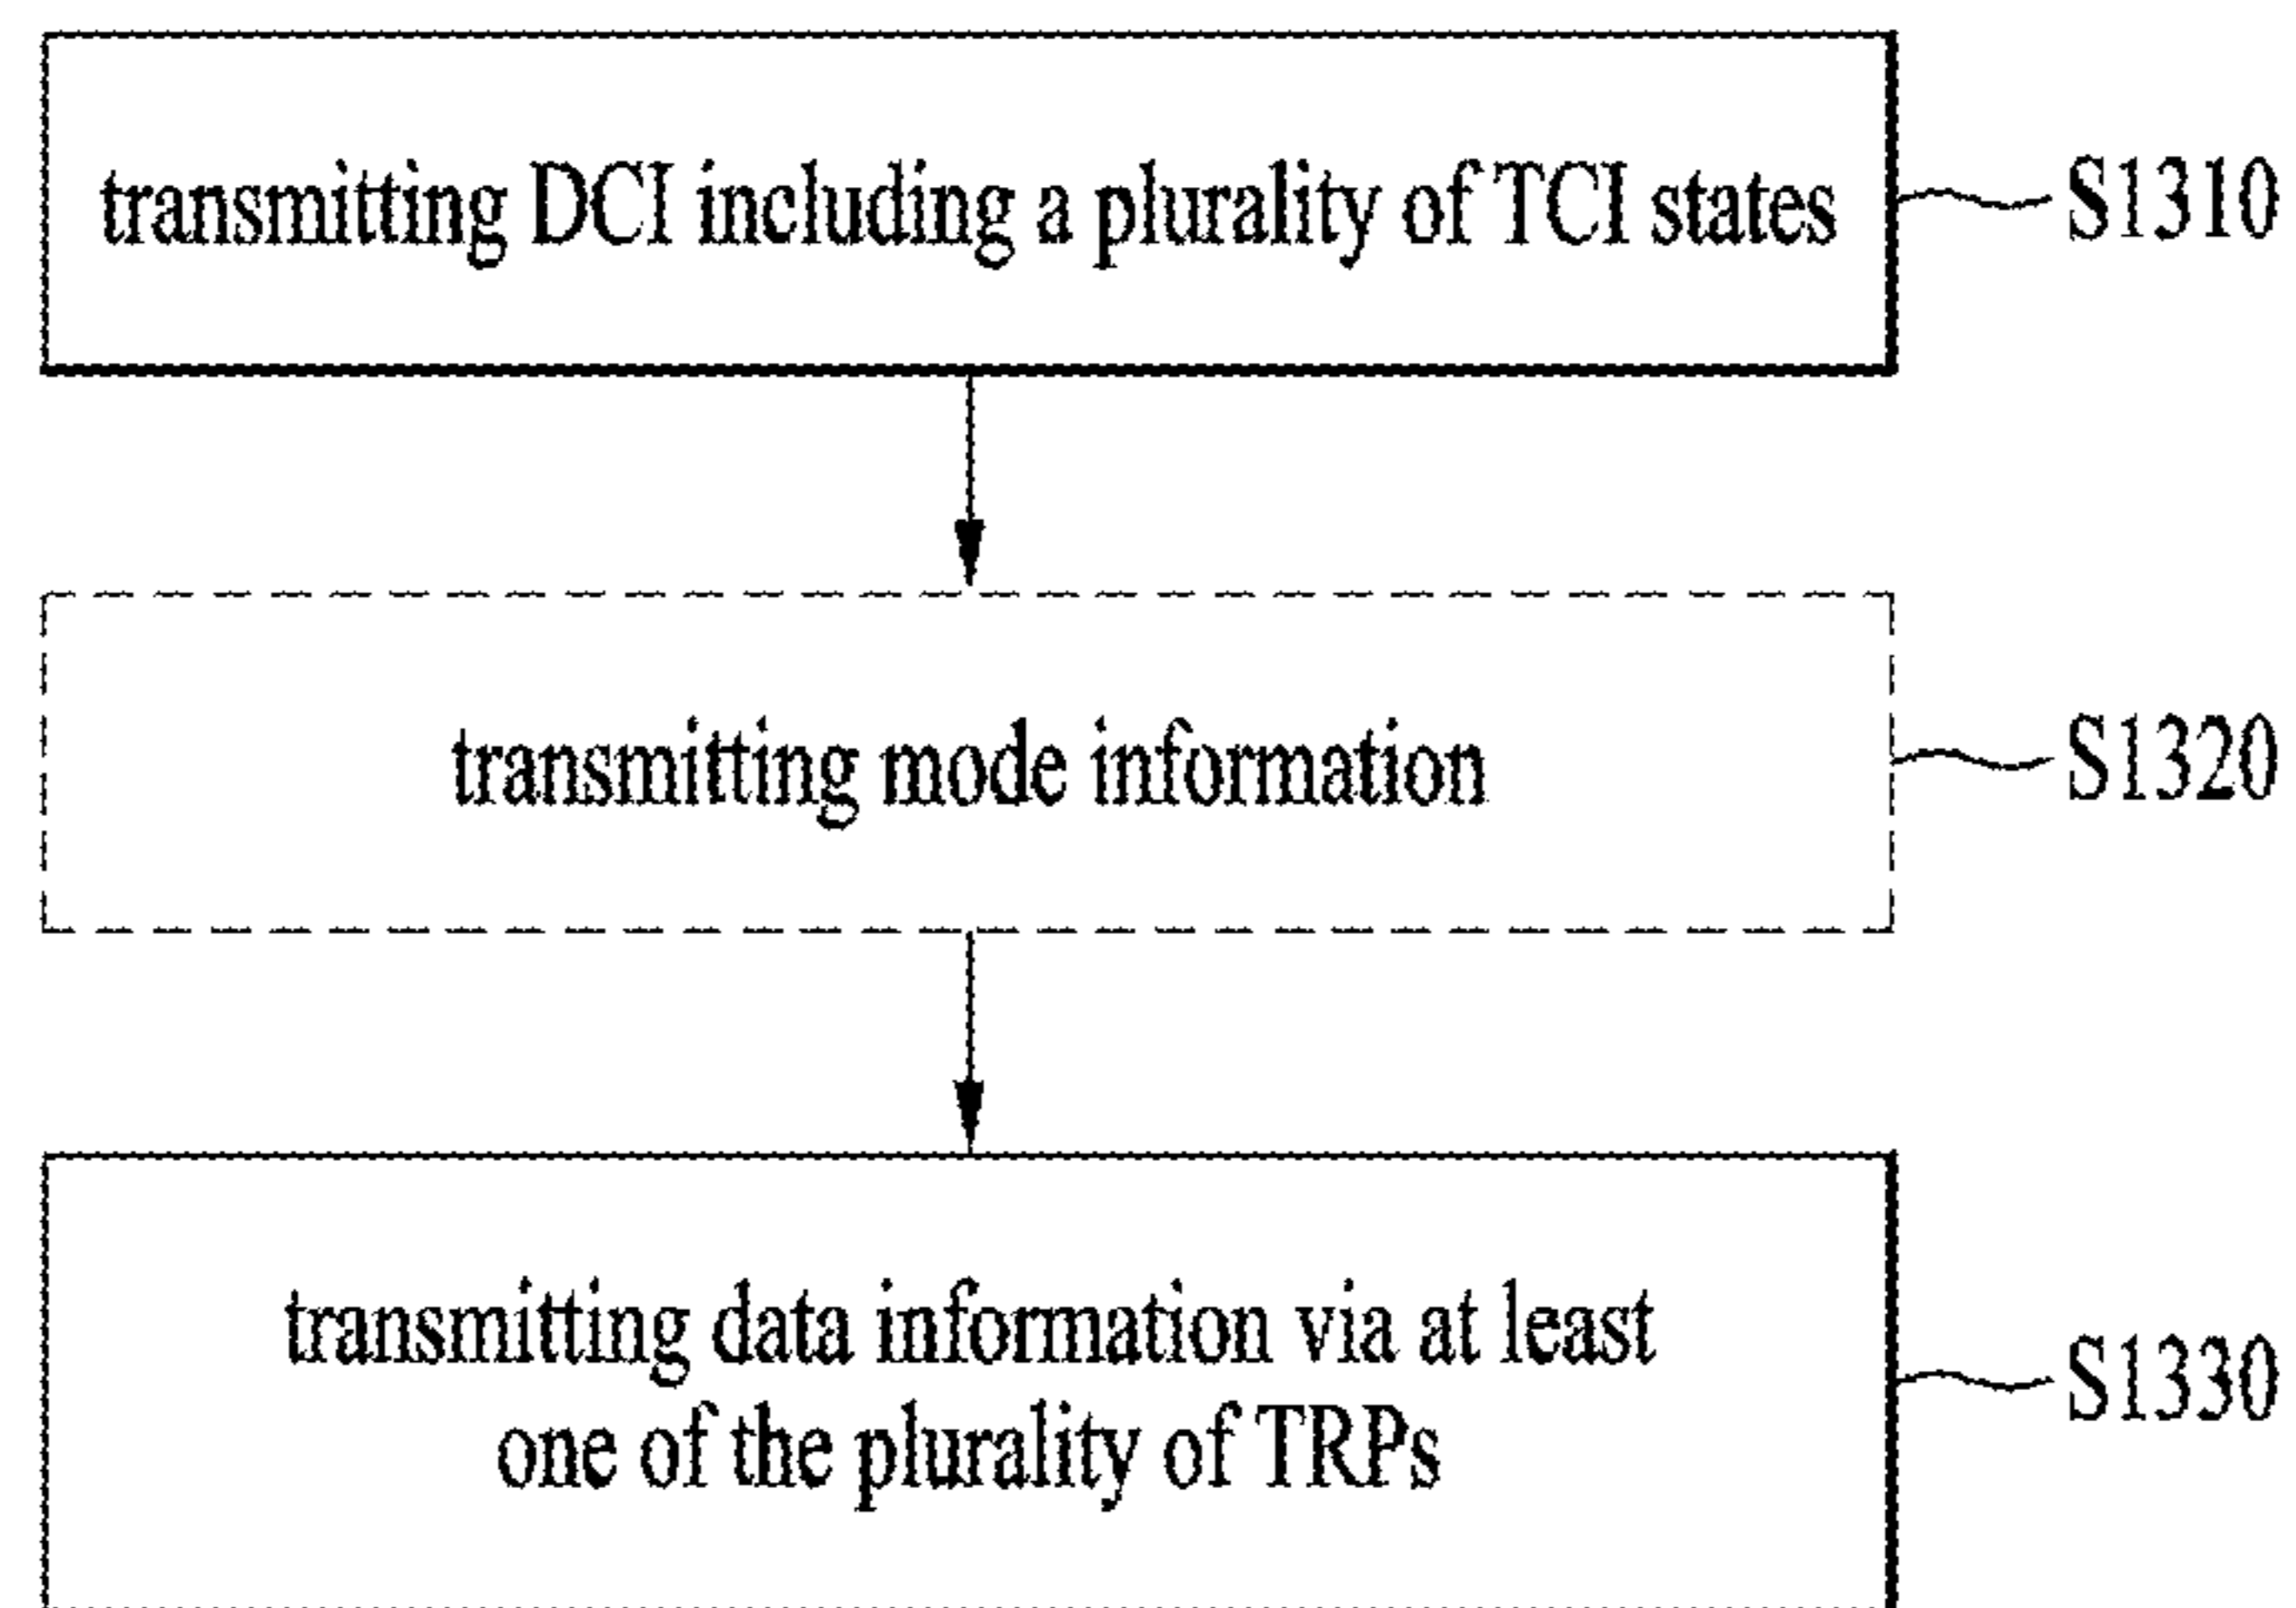 transmitting DCI including a plurality of TCI states
S1310
transmitting mode information
S1320
transmitting data information via at least
one of the plurality of TRPs
S1330